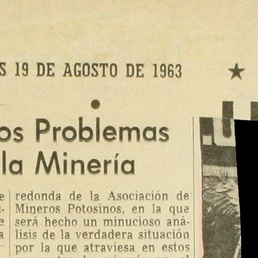 S 19 DE AGOSTO DE 1963
os Problemas
la Minería
redonda de la Asociación de
Mineros Potosinos, en la que
será hecho un minucioso aná-
lisis de la verdadera situación
por la que atraviesa en estos